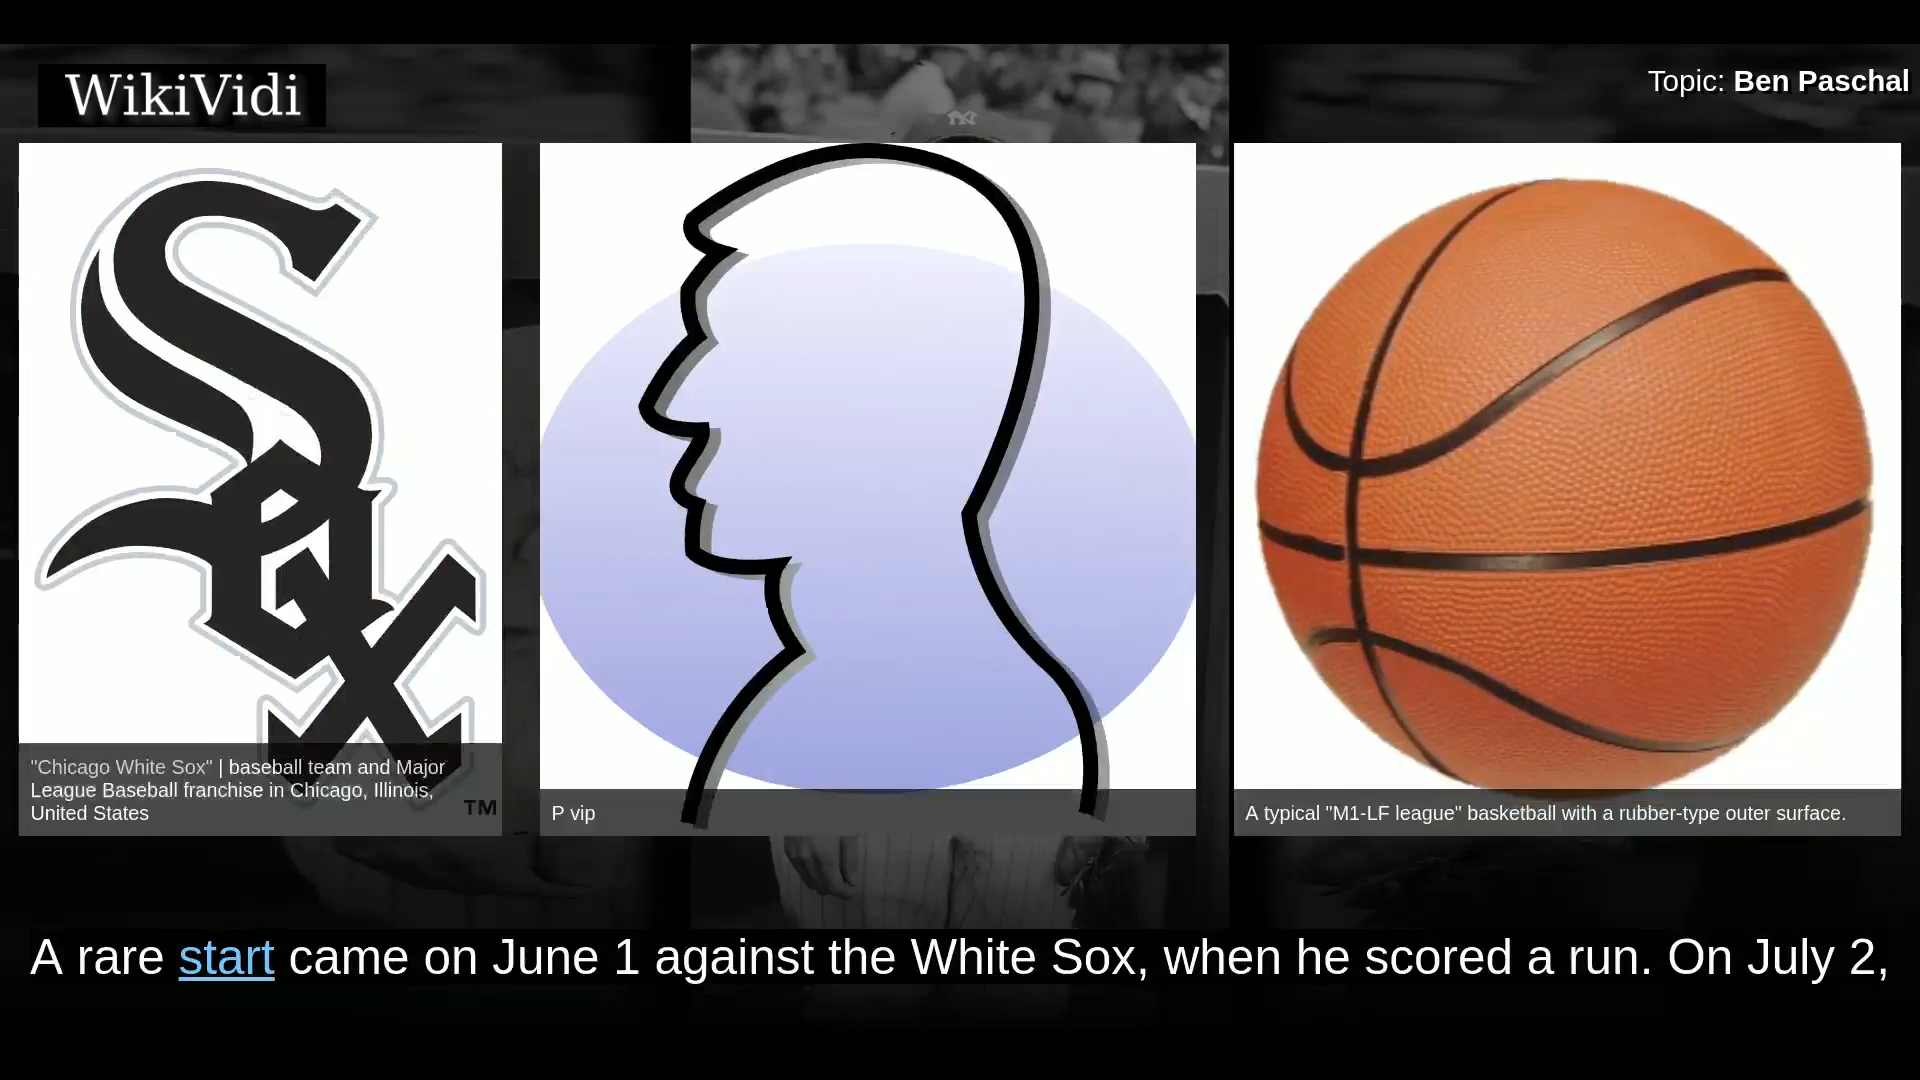 WikiVidi
Topic: Ben Paschal
Sox
"Chicago White Sox" | baseball team and Major
League Baseball franchise in Chicago, Illinois,
United States
TM
P vip
A typical "M1-LF league" basketball with a rubber-type outer surface.
A rare start came on June 1 against the White Sox, when he scored a run. On July 2,